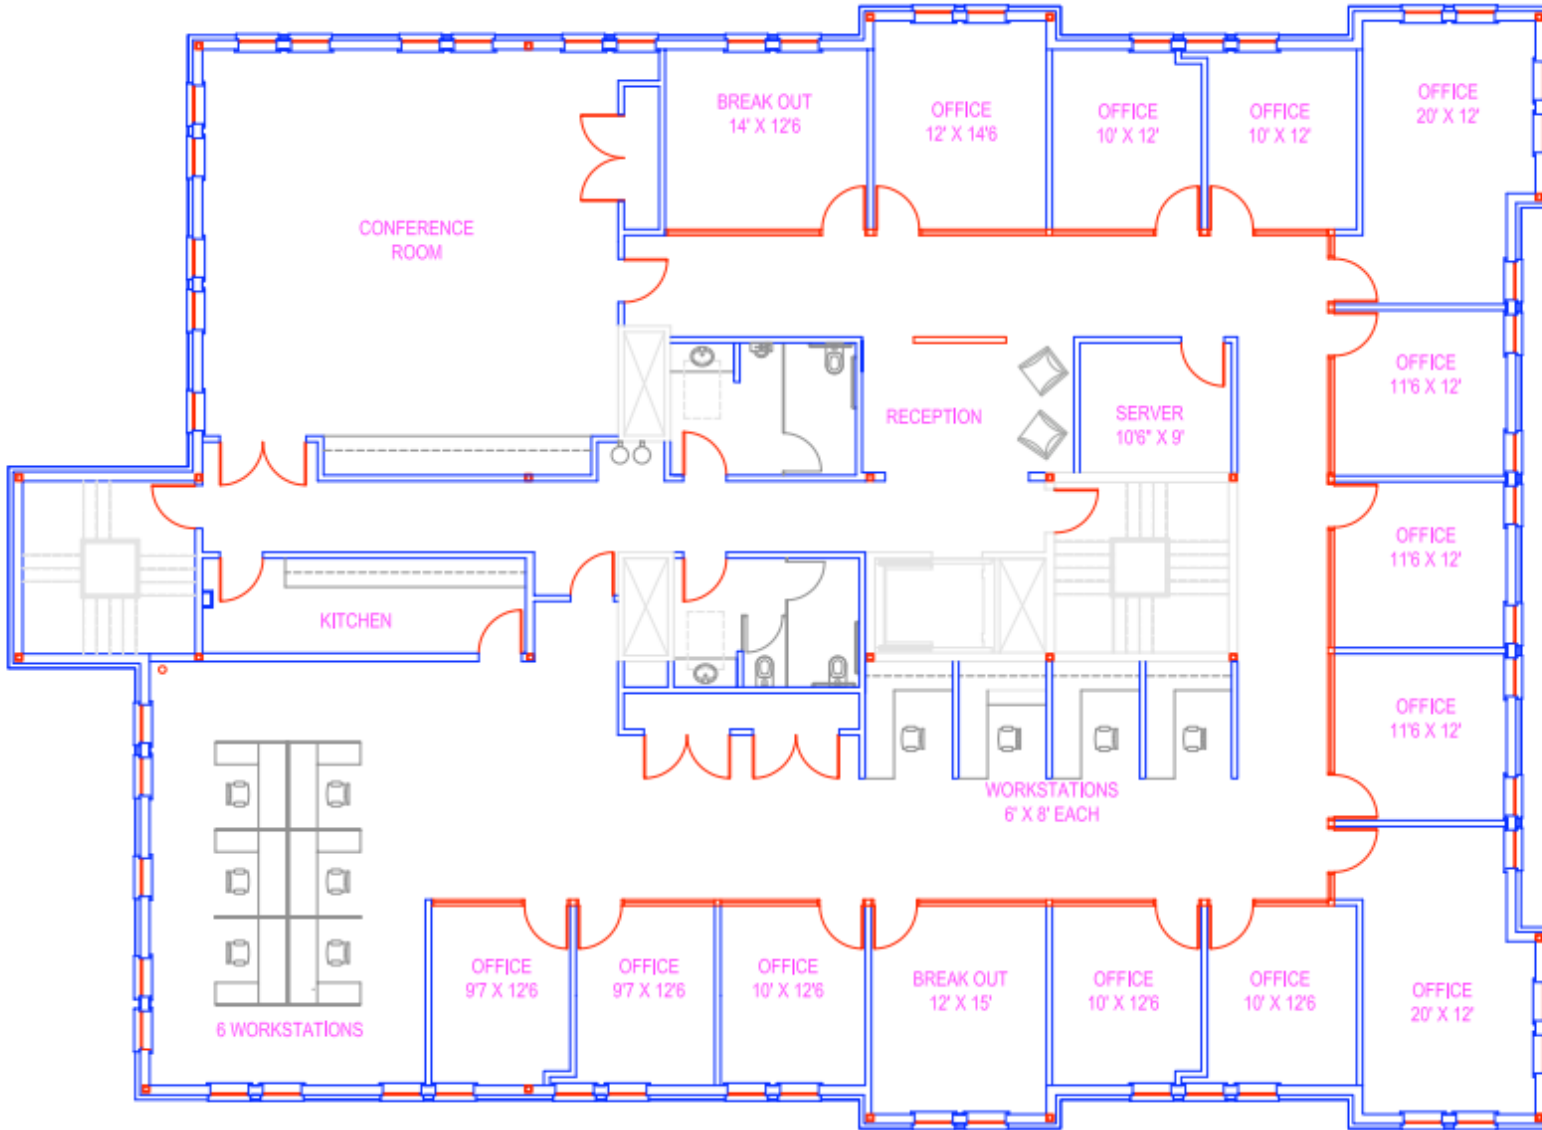 BREAK OUT
14' X 12'6
OFFICE
12' X 14'6
OFFICE
10' X 12'
OFFICE
10' X 12'
OFFICE
20' X 12'
CONFERENCE
ROOM
OFFICE
11'6 X 12'
RECEPTION
SERVER
10'6" X 9'
OFFICE
11'6 X 12'
KITCHEN
OFFICE
11'6 X 12'
WORKSTATIONS
6' X 8' EACH
OFFICE
9'7 X 12'6
OFFICE
9'7 X 12'6
OFFICE
10' X 12'6
BREAK OUT
12' X 15'
OFFICE
10' X 12'6
OFFICE
10' X 12'6
OFFICE
20' X 12'
6 WORKSTATIONS